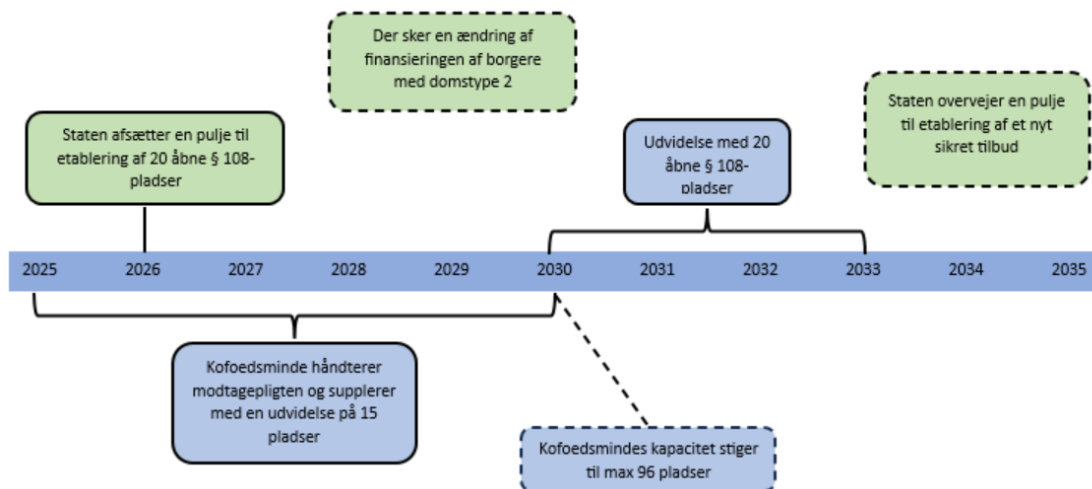 Der sker en ændring af
finansieringen af borgere
med domstype 2
Staten afsætter en pulje til
etablering af 20 åbne § 108-
pladser
Udvidelse med 20
åbne § 108-
pladser
Staten overvejer en pulje
til etablering af et nyt
sikret tilbud
2025 2026 2027 2028 2029 2030 2031 2032 2033 2034 2035
Kofoedsminde håndterer
modtagepligten og supplerer
med en udvidelse på 15
pladser
Kofoedsmindes kapacitet stiger
til max 96 pladser